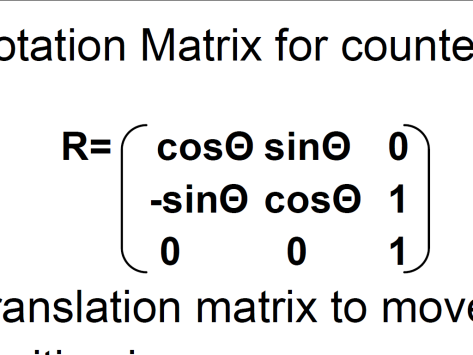 otation Matrix for counte
R= cosΘ sinΘ 0
-sinΘ cosΘ 1
0 0 1
ranslation matrix to move